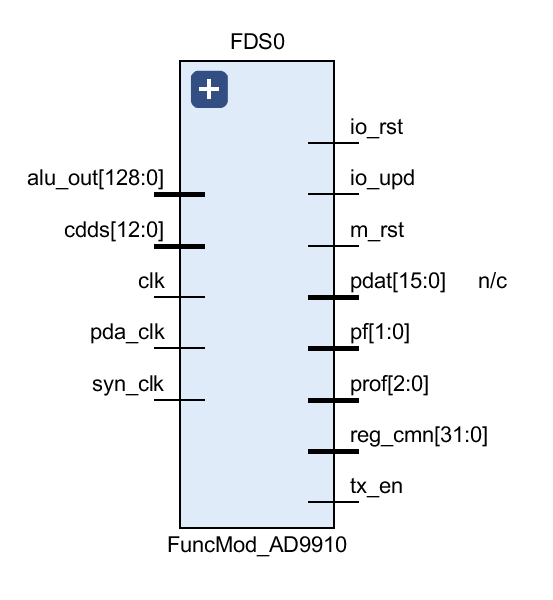 FDS0
io_rst
alu_out[128:0]
io_upd
cdds[12:0]
m_rst
clk
pdat[15:0] n/c
pda_clk
pf[1:0]
syn_clk
prof[2:0]
reg_cmn[31:0]
tx_en
FuncMod_AD9910